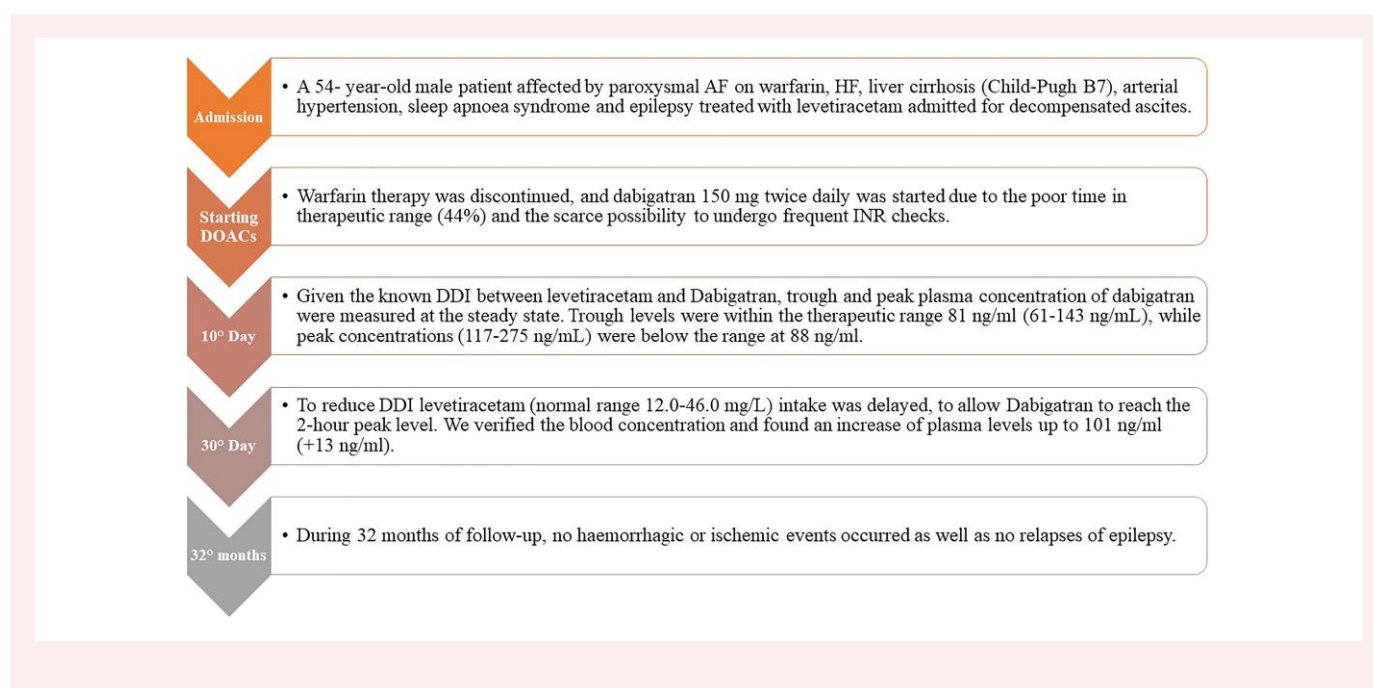 Admission
• A 54- year-old male patient affected by paroxysmal AF on warfarin, HF, liver cirrhosis (Child-Pugh B7), arterial
hypertension, sleep apnoea syndrome and epilepsy treated with levetiracetam admitted for decompensated ascites.
Starting
DOACs
• Warfarin therapy was discontinued, and dabigatran 150 mg twice daily was started due to the poor time in
therapeutic range (44%) and the scarce possibility to undergo frequent INR checks.
10° Day
• Given the known DDI between levetiracetam and Dabigatran, trough and peak plasma concentration of dabigatran
were measured at the steady state. Trough levels were within the therapeutic range 81 ng/ml (61-143 ng/mL), while
peak concentrations (117-275 ng/mL) were below the range at 88 ng/ml.
30° Day
• To reduce DDI levetiracetam (normal range 12.0-46.0 mg/L) intake was delayed, to allow Dabigatran to reach the
2-hour peak level. We verified the blood concentration and found an increase of plasma levels up to 101 ng/ml
(+13 ng/ml).
32° months
• During 32 months of follow-up, no haemorrhagic or ischemic events occurred as well as no relapses of epilepsy.